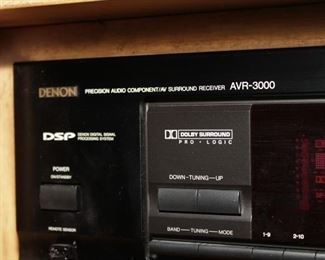 DENON PRECISION AUDIO COMPONENT/AV SURROUND RECEIVER AVR-3000
DSP DENON DIGITAL SIGNAL
PROCESSING SYSTEM
DOLBY SURROUND
PRO · LOGIC
POWER
ON/STANDBY
DOWN – TUNING – UP
REMOTE SENSOR
BAND — TUNING — MODE
1-9 2-10